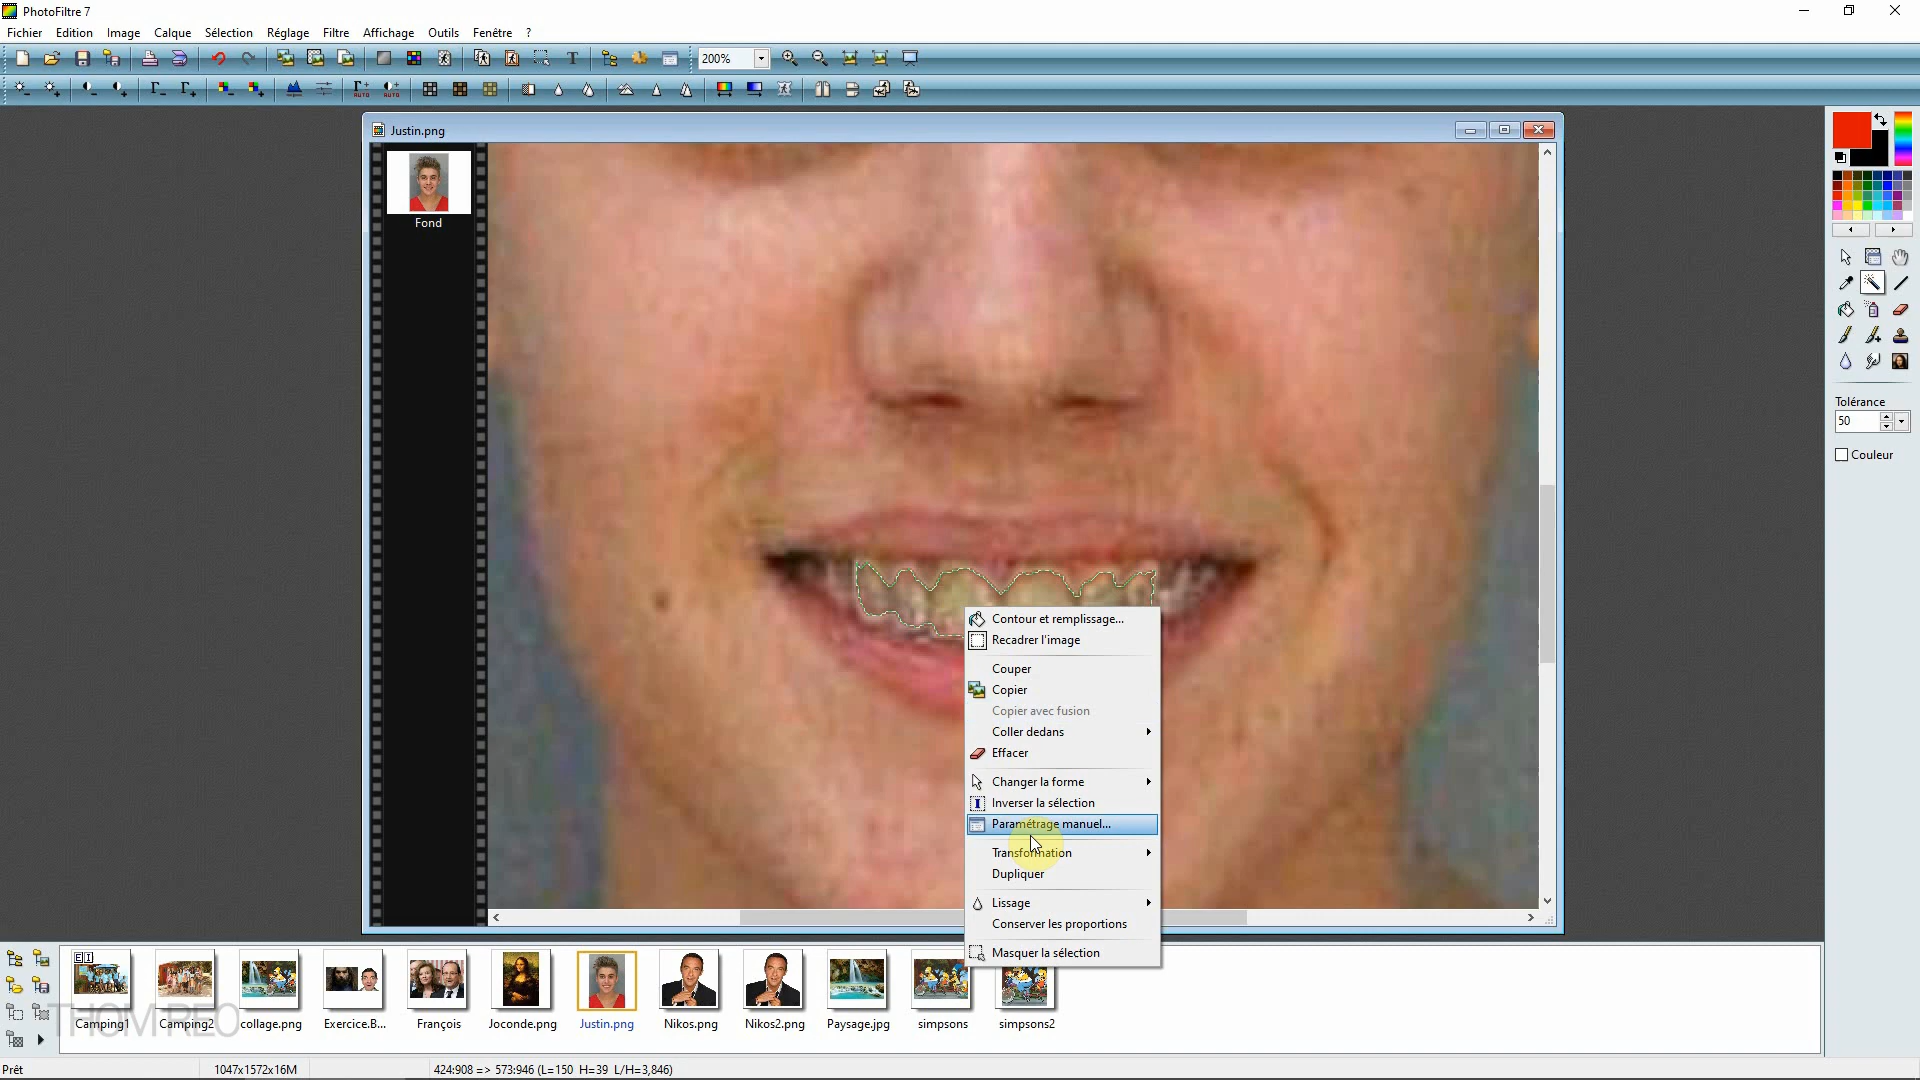 PhotoFiltre 7
Fichier Edition Image Calque Sélection Réglage Filtre Affichage Outils Fenêtre ?
200%
AUTO AUTO
Justin.png
Fond
Tolérance
50
Couleur
Contour et remplissage...
Recadrer l'image
Couper
Copier
Copier avec fusion
Coller dedans
Effacer
Changer la forme
Inverser la sélection
Paramétrage manuel...
Transformation
Dupliquer
Lissage
Conserver les proportions
Masquer la sélection
E I
THOM REO
Camping1 Camping2 collage.png Exercice.B... François Joconde.png Justin.png Nikos.png Nikos2.png Paysage.jpg simpsons simpsons2
Prêt 1047x1572x16M 424:908 => 573:946 (L=150 H=39 L/H=3,846)